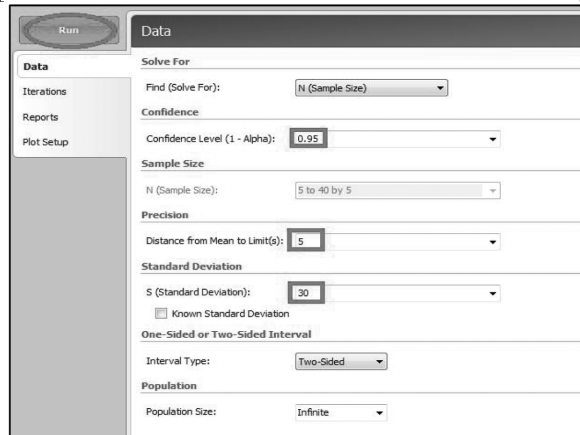 Run
Data
Data
Iterations
Reports
Plot Setup
Solve For
Find (Solve For): N (Sample Size)
Confidence
Confidence Level (1 - Alpha): 0.95
Sample Size
N (Sample Size): 5 to 40 by 5
Precision
Distance from Mean to Limit(s): 5
Standard Deviation
S (Standard Deviation): 30
Known Standard Deviation
One-Sided or Two-Sided Interval
Interval Type: Two-Sided
Population
Population Size: Infinite